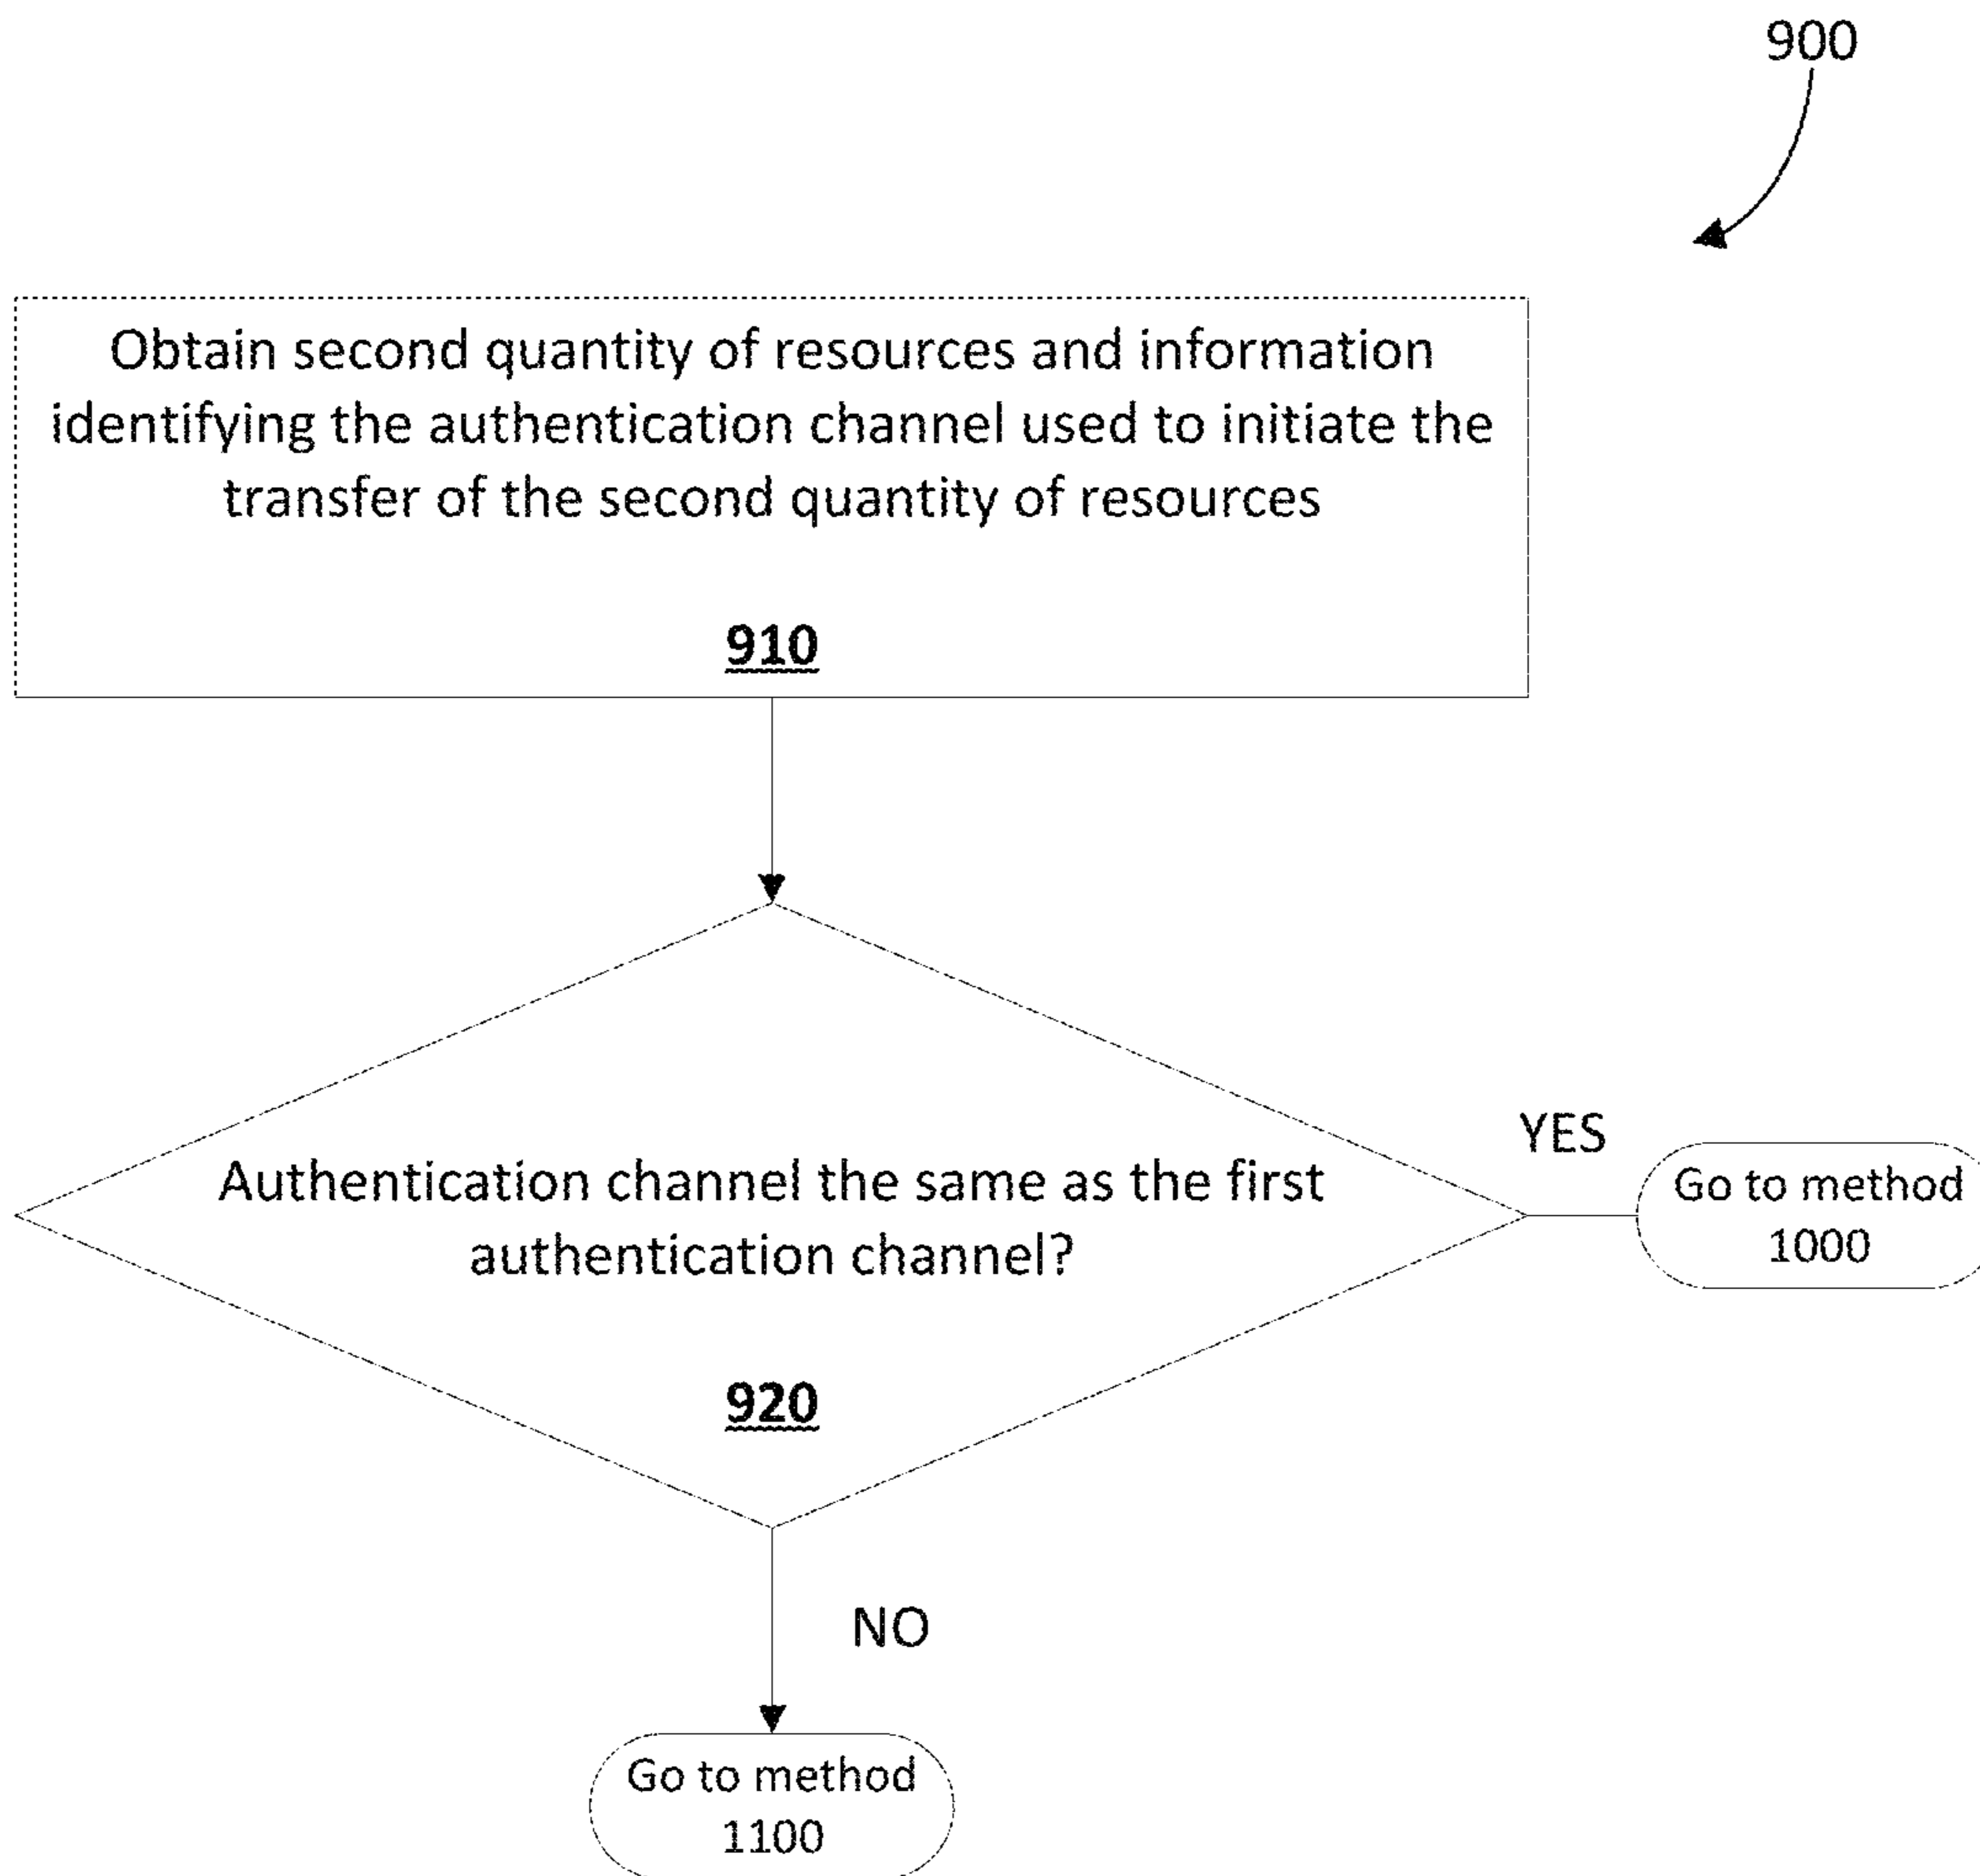 900
Obtain second quantity of resources and information
identifying the authentication channel used to initiate the
transfer of the second quantity of resources
910
Authentication channel the same as the first
authentication channel?
920
YES
Go to method
1000
NO
Go to method
1100